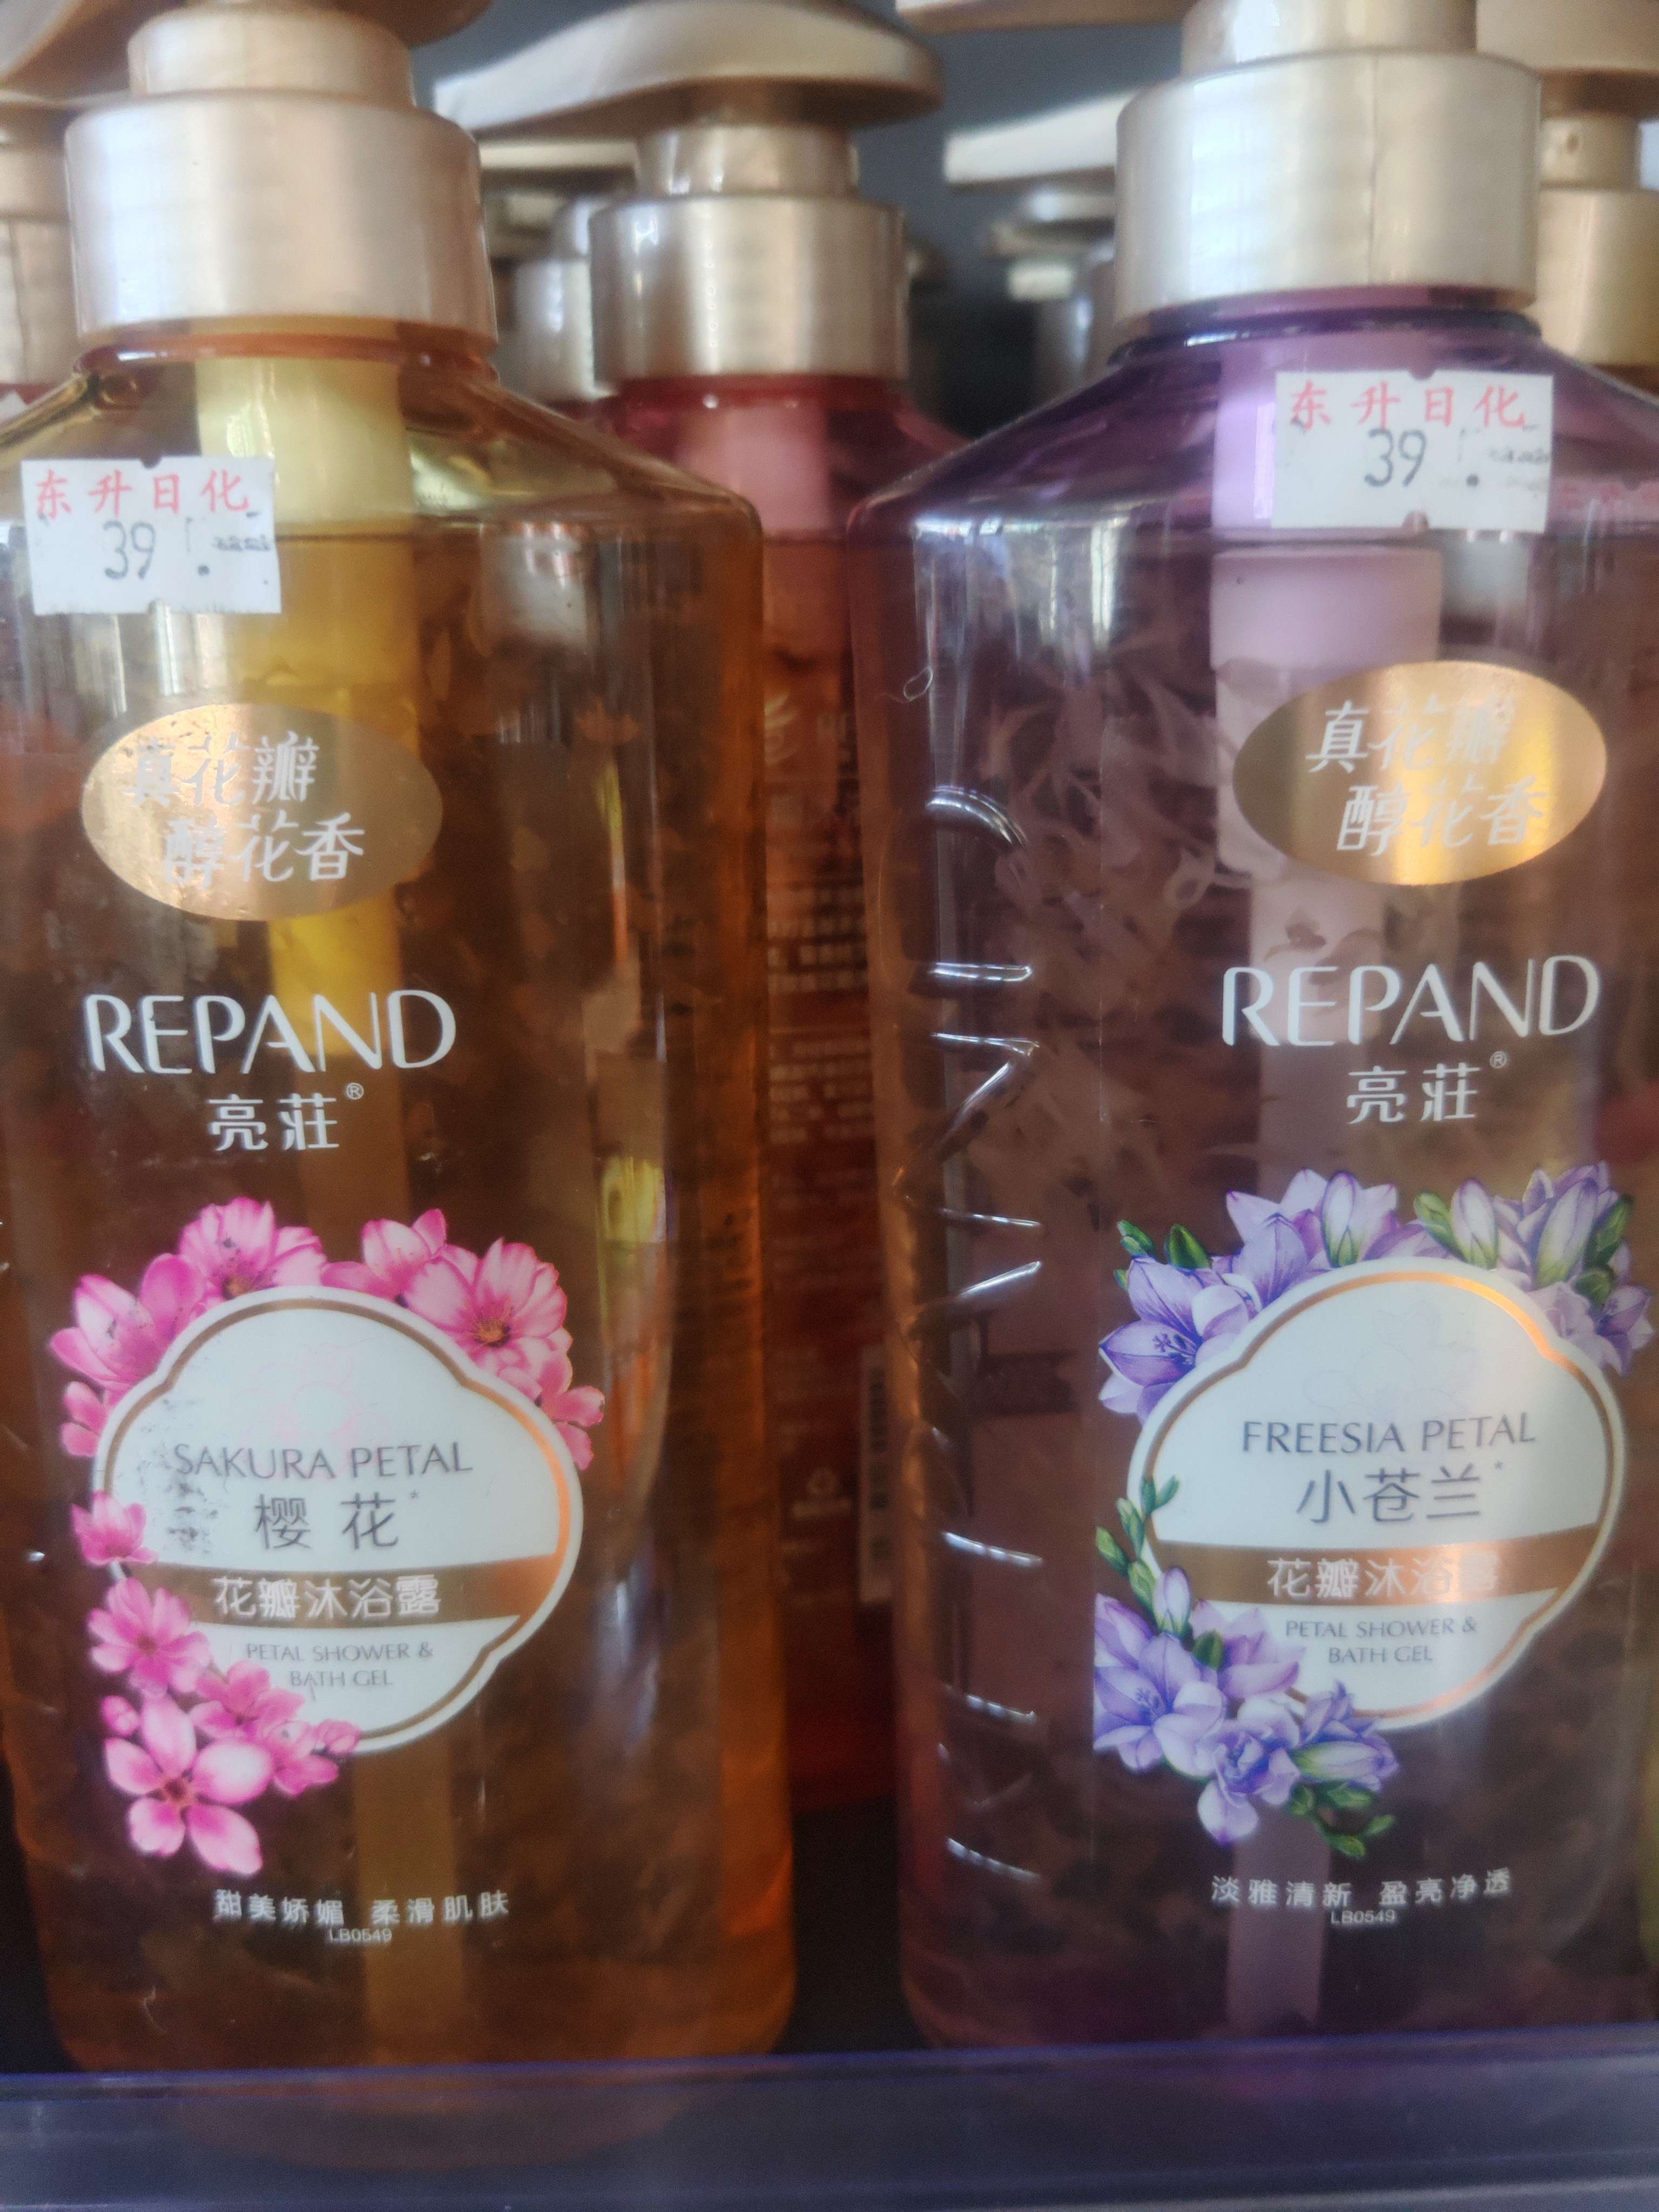 东升日化
39
真花瓣
醇花香
REPAND
亮莊®
SAKURA PETAL
樱花*
花瓣沐浴露
PETAL SHOWER &
BATH GEL
甜美娇媚 柔滑肌肤
LB0549
东升日化
39
真花瓣
醇花香
REPAND
亮莊®
FREESIA PETAL
小苍兰*
花瓣沐浴露
PETAL SHOWER &
BATH GEL
淡雅清新 盈亮净透
LB0549